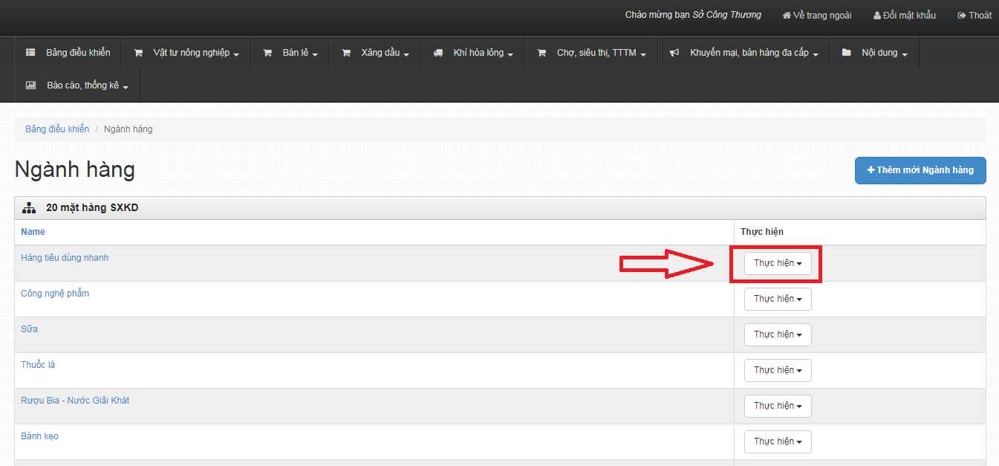 Chào mừng bạn Sở Công Thương Về trang ngoài Đổi mật khẩu Thoát
Bảng điều khiển Vật tư nông nghiệp Bán lẻ Xăng dầu Khí hóa lỏng Chợ, siêu thị, TTTM Khuyến mại, bán hàng đa cấp Nội dung
Báo cáo, thống kê
Bảng điều khiển / Ngành hàng
Ngành hàng
Thêm mới Ngành hàng
20 mặt hàng SXKD
Name Thực hiện
Hàng tiêu dùng nhanh Thực hiện
Công nghệ phẩm Thực hiện
Sữa Thực hiện
Thuốc lá Thực hiện
Rượu Bia - Nước Giải Khát Thực hiện
Bánh kẹo Thực hiện